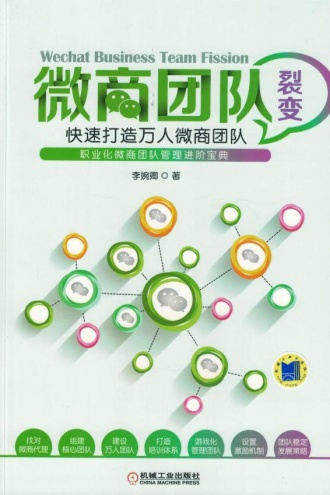 Wechat Business Team Fission
微商团队
裂变
快速打造万人微商团队
职业化微商团队管理进阶宝典
李婉卿 著
找对
微商代理
组建
核心团队
建设
万人团队
打造
培训体系
游戏化
管理团队
设置
激励机制
团队稳定
发展策略
机械工业出版社
CHINA MACHINE PRESS